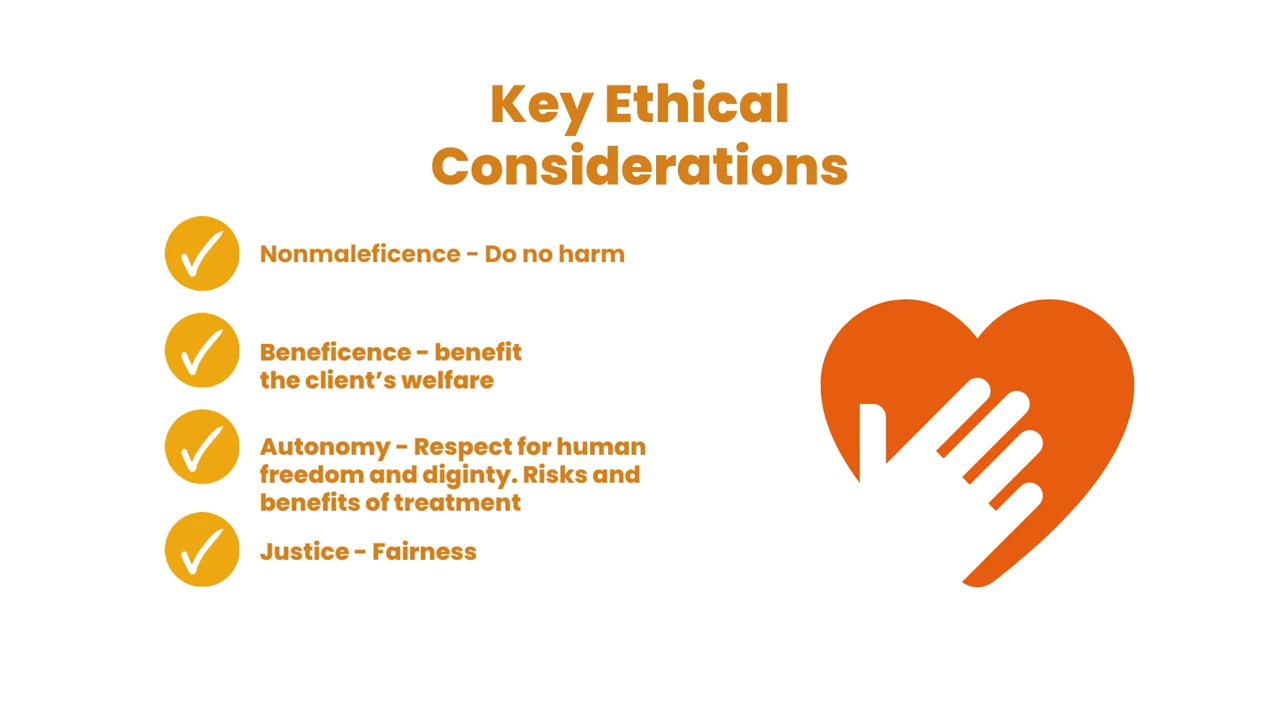 Key Ethical
Considerations
Nonmaleficence - Do no harm
Beneficence - benefit
the client’s welfare
Autonomy - Respect for human
freedom and diginty. Risks and
benefits of treatment
Justice - Fairness